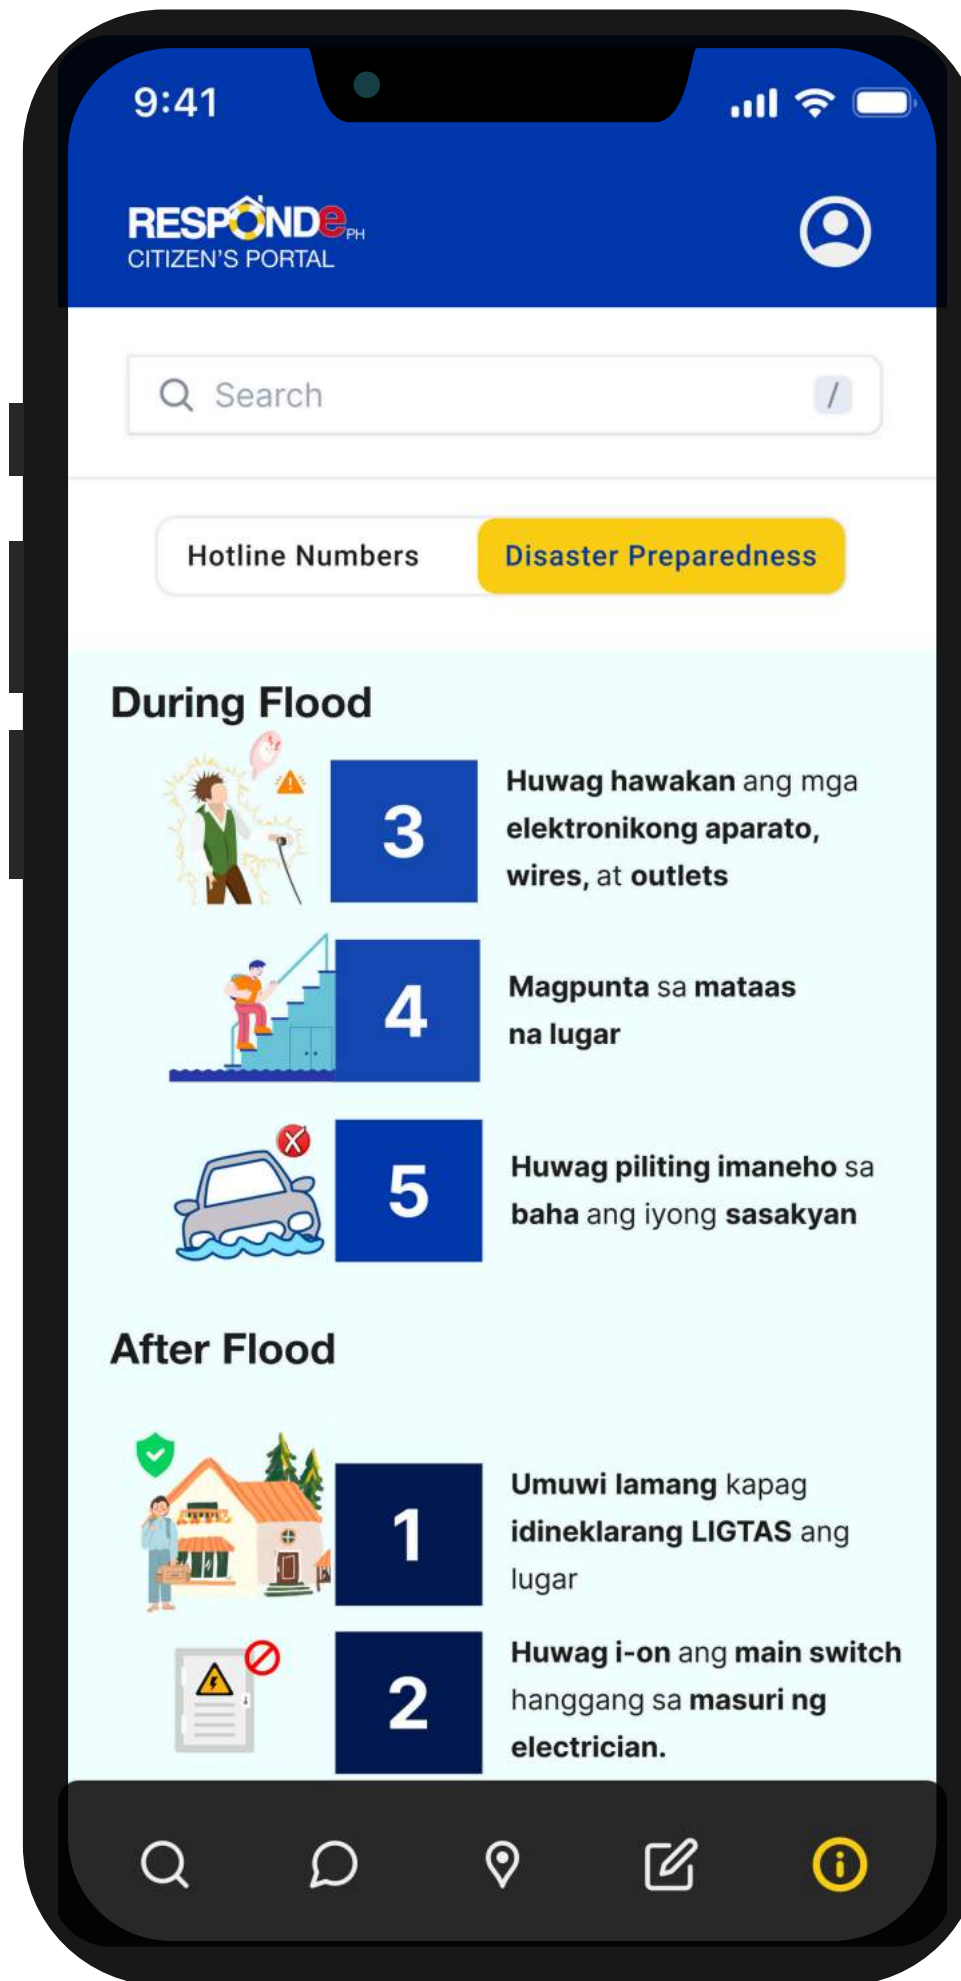 9:41
RESPONDe PH
CITIZEN'S PORTAL
Search /
Hotline Numbers
Disaster Preparedness
During Flood
3
Huwag hawakan ang mga
elektronikong aparato,
wires, at outlets
4
Magpunta sa mataas
na lugar
5
Huwag piliting imaneho sa
baha ang iyong sasakyan
After Flood
1
Umuwi lamang kapag
idineklarang LIGTAS ang
lugar
2
Huwag i-on ang main switch
hanggang sa masuri ng
electrician.